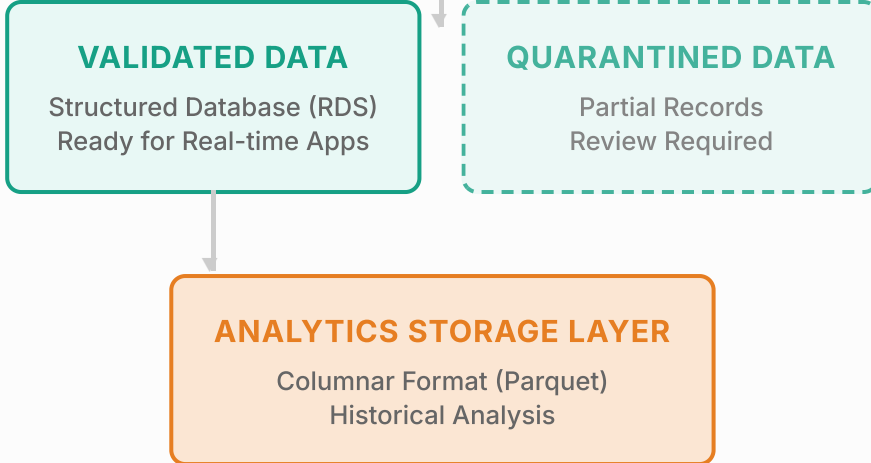 VALIDATED DATA
Structured Database (RDS)
Ready for Real-time Apps
QUARANTINED DATA
Partial Records
Review Required
ANALYTICS STORAGE LAYER
Columnar Format (Parquet)
Historical Analysis